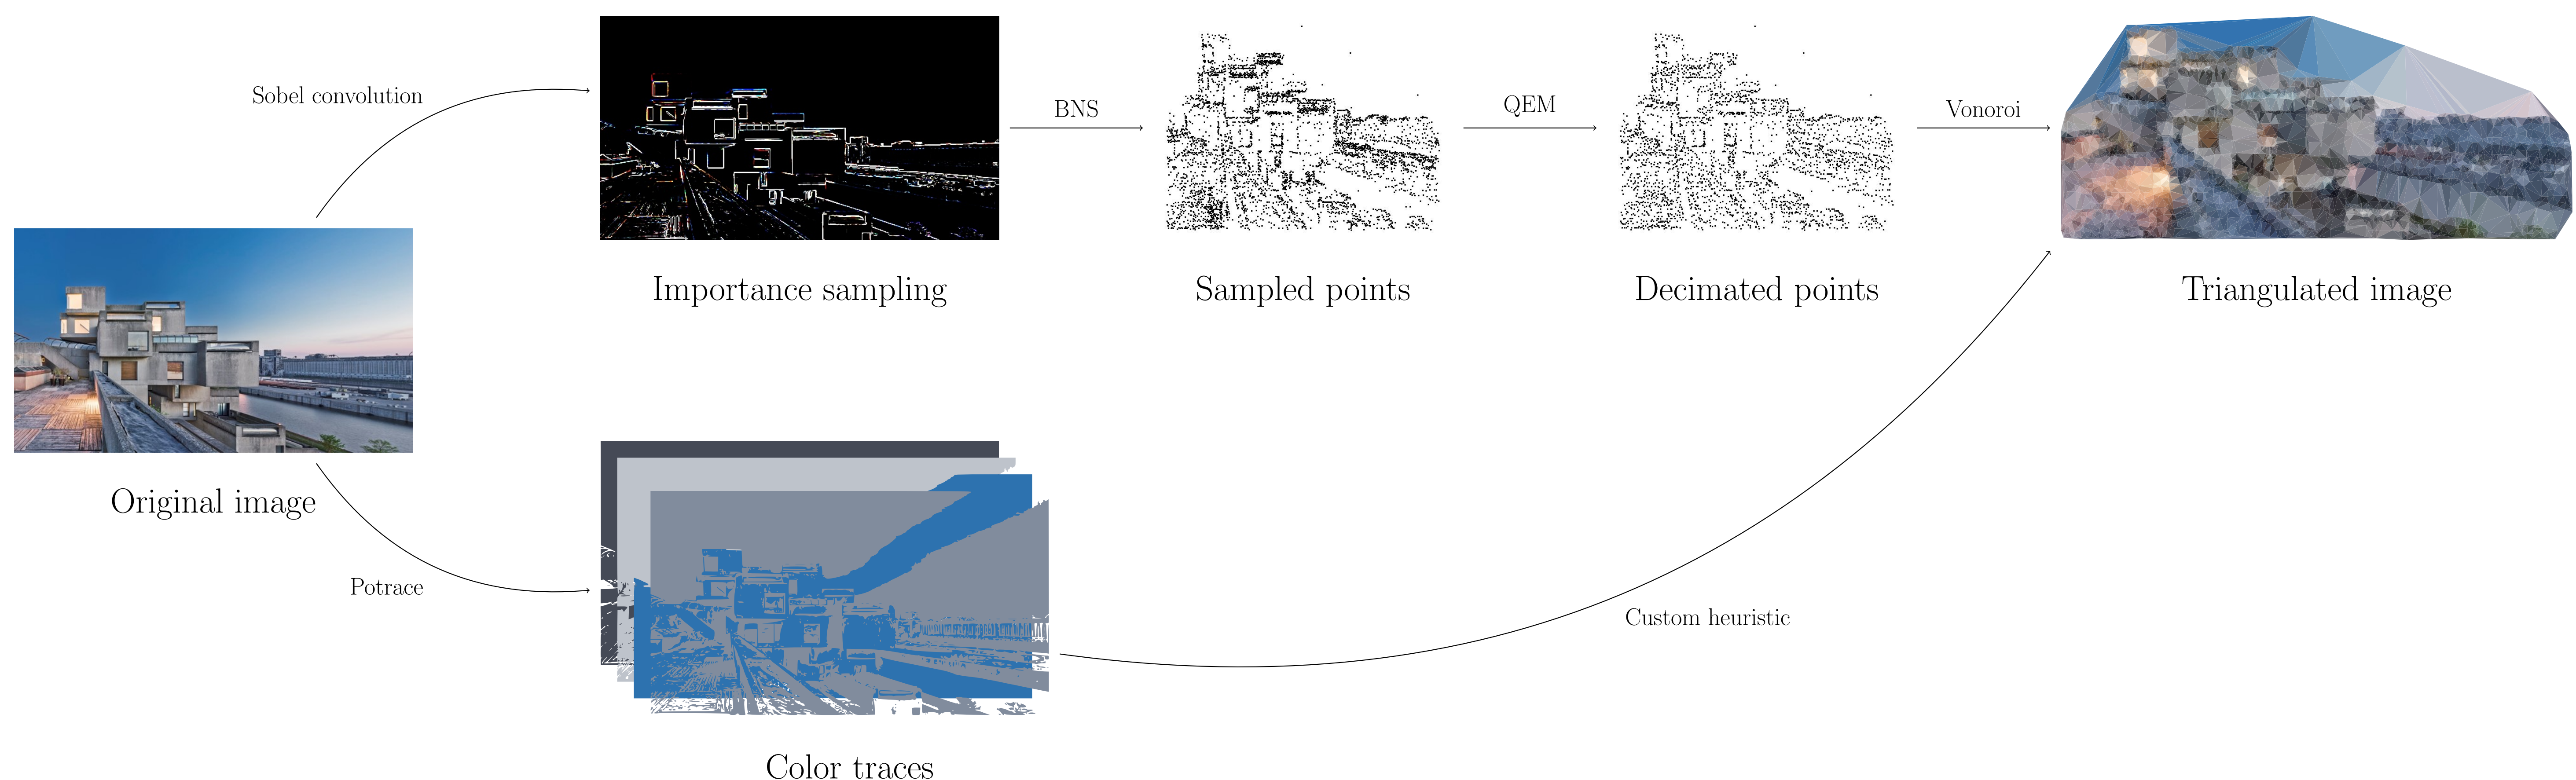 Sobel convolution
BNS
QEM
Vonoroi
Importance sampling
Sampled points
Decimated points
Triangulated image
Original image
Potrace
Custom heuristic
Color traces